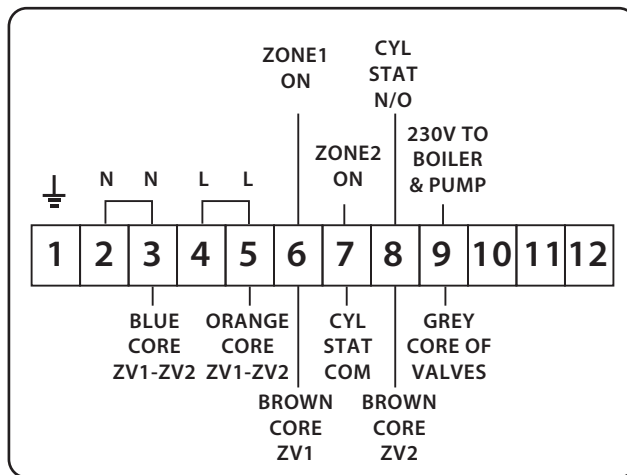 ZONE1
ON
CYL
STAT
N/O
ZONE2
ON
230V TO
BOILER
& PUMP
N N L L
1 2 3 4 5 6 7 8 9 10 11 12
BLUE
CORE
ZV1-ZV2
ORANGE
CORE
ZV1-ZV2
CYL
STAT
COM
GREY
CORE OF
VALVES
BROWN
CORE
ZV1
BROWN
CORE
ZV2